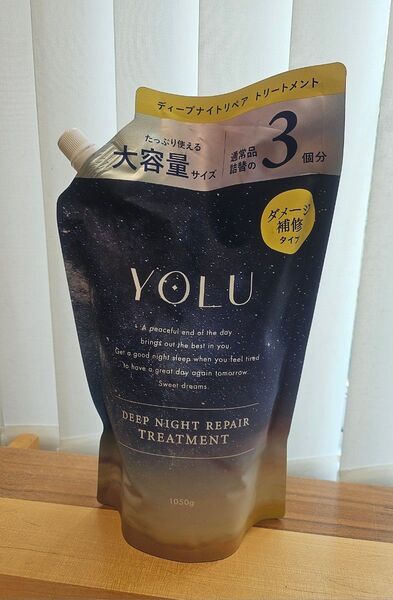 ディープナイトリペア トリートメント
たっぷり使える
大容量サイズ
通常品
詰替の
3個分
ダメージ
補修
タイプ
YOLU
A peaceful end of the day
brings out the best in you.
Get a good night sleep when you feel tired
to have a great day again tomorrow.
Sweet dreams.
DEEP NIGHT REPAIR
TREATMENT
1050g